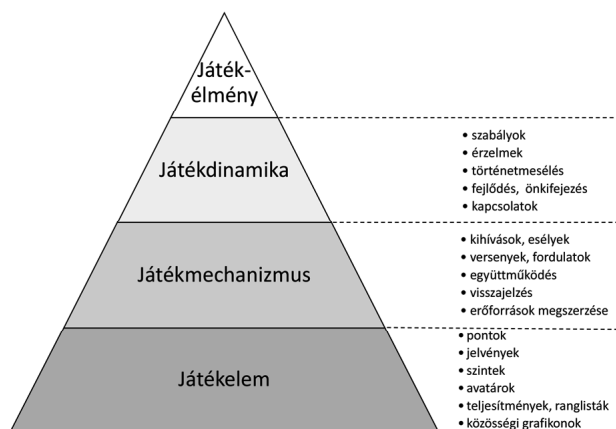 Játék-
élmény
Játékdinamika
• szabályok
• érzelmek
• történetmesélés
• fejlődés, önkifejezés
• kapcsolatok
Játékmechanizmus
• kihívások, esélyek
• versenyek, fordulatok
• együttműködés
• visszajelzés
• erőforrások megszerzése
Játékelem
• pontok
• jelvények
• szintek
• avatárok
• teljesítmények, ranglisták
• közösségi grafikonok